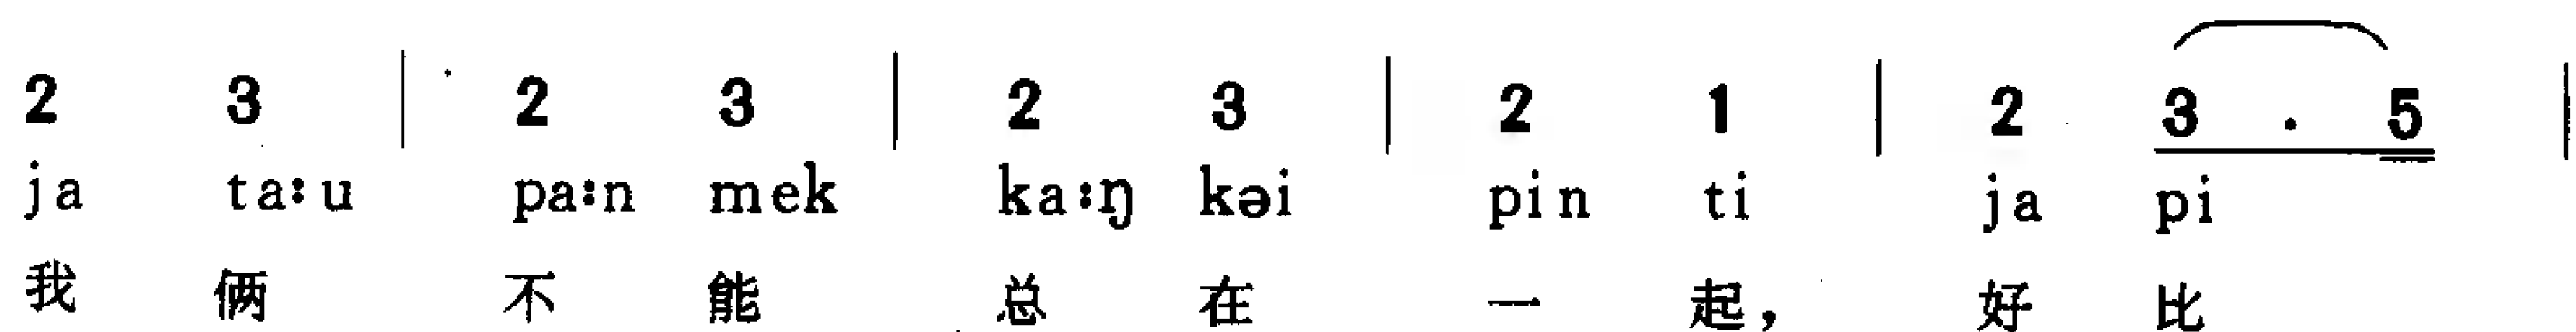 2 3 | 2 3 | 2 3 | 2 1 | 2 3 . 5 |
ja ta:u pa:n mek ka:ŋ kəi pin ti ja pi
我 俩 不 能 总 在 一 起， 好 比